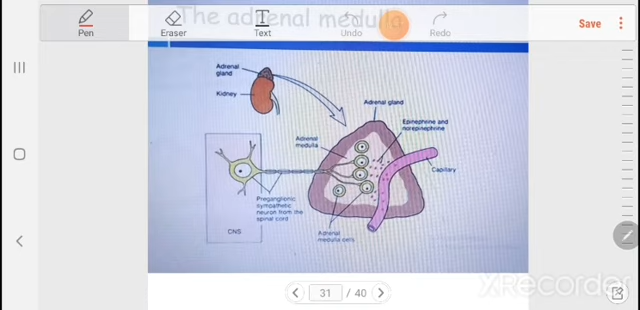 The adrenal medulla
Pen
Eraser
T
Text
Undo
Redo
Save
Adrenal
gland
Kidney
Adrenal gland
Epinephrine and
norepinephrine
Adrenal
medulla
Capillary
Preganglionic
sympathetic
neuron from the
spinal cord
CNS
Adrenal
medulla cells
31 / 40
XRecorder